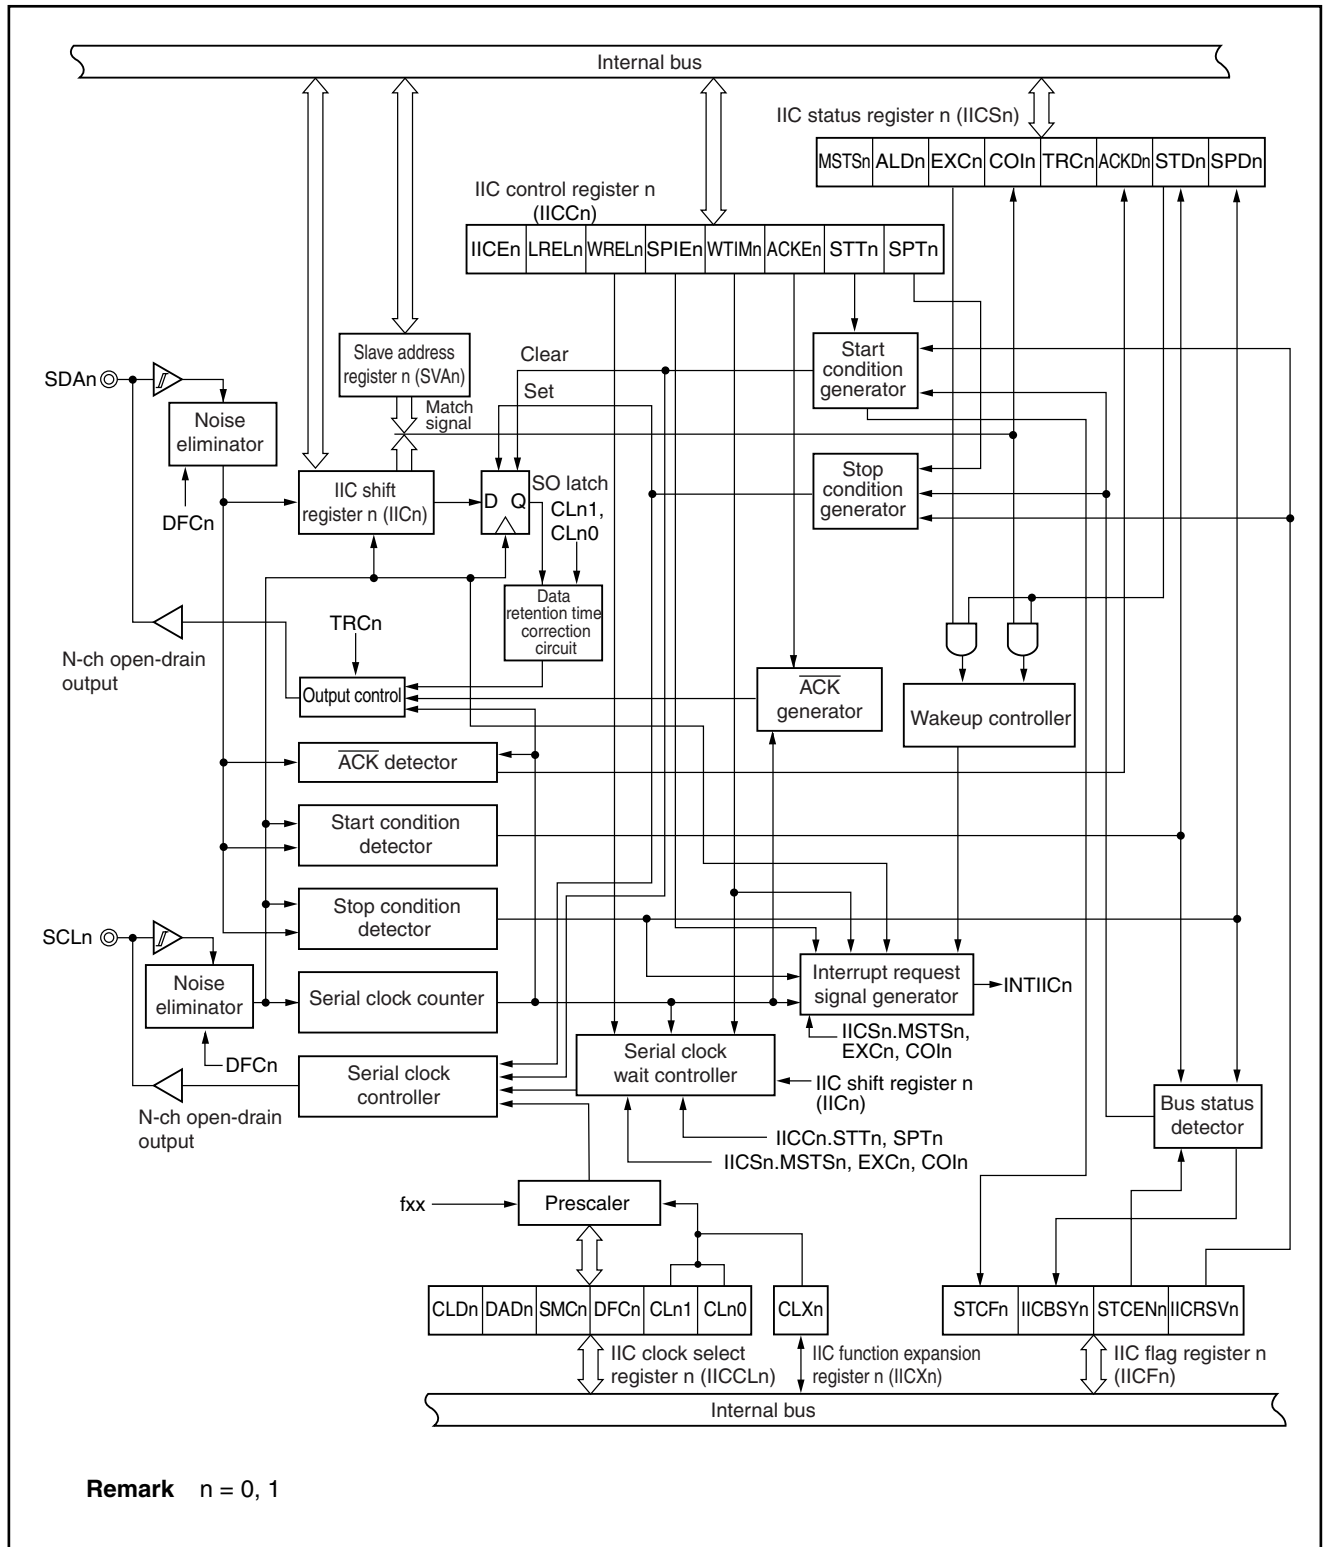 Internal bus
IIC status register n (IICSn)
MSTSn ALDn EXCn COIn TRCn ACKDn STDn SPDn
IIC control register n
(IICCn)
IICEn LRELn WRELn SPIEn WTIMn ACKEn STTn SPTn
Slave address
register n (SVAn)
Clear
Set
Match
signal
Start
condition
generator
SDAn
Noise
eliminator
DFCn
IIC shift
register n (IICn)
D Q
SO latch
CLn1,
CLn0
Stop
condition
generator
Data
retention time
correction
circuit
TRCn
N-ch open-drain
output
Output control
ACK
generator
Wakeup controller
ACK detector
Start condition
detector
Stop condition
detector
SCLn
Noise
eliminator
DFCn
Serial clock counter
Interrupt request
signal generator
INTIICn
IICSn.MSTSn,
EXCn, COIn
Serial clock
controller
Serial clock
wait controller
IIC shift register n
(IICn)
N-ch open-drain
output
IICCn.STTn, SPTn
IICSn.MSTSn, EXCn, COIn
Bus status
detector
fxx
Prescaler
CLDn DADn SMCn DFCn CLn1 CLn0
CLXn
STCFn IICBSYn STCENn IICRSVn
IIC clock select
register n (IICCLn)
IIC function expansion
register n (IICXn)
IIC flag register n
(IICFn)
Internal bus
Remark n = 0, 1